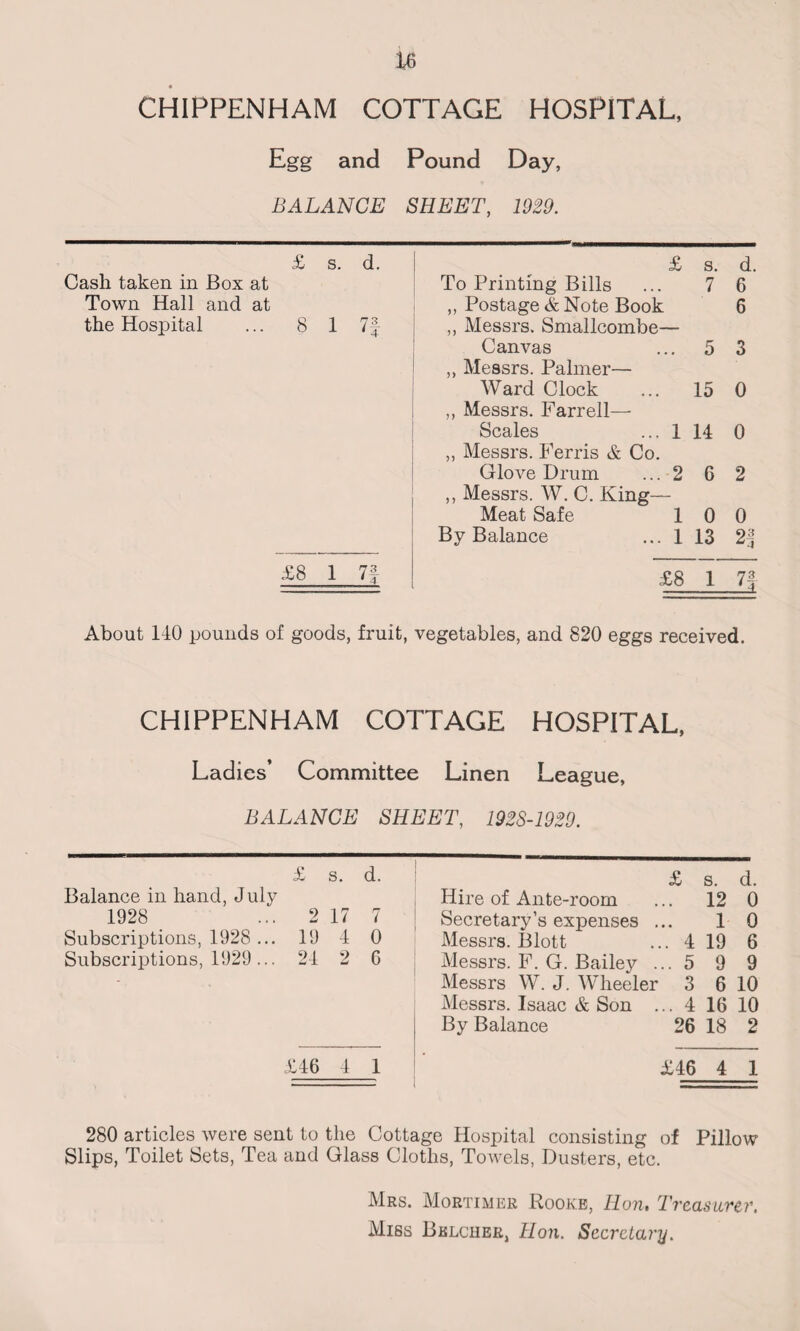 16
CHIPPENHAM COTTAGE HOSPITAL,
Egg and Pound Day,
BALANCE SHEET, 1929.
£ s. d.
Cash taken in Box at
Town Hall and at
the Hospital ... 8 1 7¾
£8 1 7¾
£ s. d.
To Printing Bills ... 7 6
„ Postage & Note Book 6
„ Messrs. Smallcombe—
Canvas ... 5 3
„ Messrs. Palmer—
Ward Clock ... 15 0
„ Messrs. Farrell—
Scales ... 1 14 0
„ Messrs. Ferris & Co.
Glove Drum ... 2 6 2
„ Messrs. W. C. King—
Meat Safe 1 0 0
By Balance ... 1 13 2¾
£8 1 7¾
About 140 pounds of goods, fruit, vegetables, and 820 eggs received.
CHIPPENHAM COTTAGE HOSPITAL,
Ladies' Committee Linen League,
BALANCE SHEET, 1928-1929.
£ s. d.
Balance in hand, July
1928 ... 2 17 7
Subscriptions, 1928 ... 19 4 0
Subscriptions, 1929 ... 24 2 6
£46 4 1
£ s. d.
Hire of Ante-room ... 12 0
Secretary's expenses ... 1 0
Messrs. Blott ... 4 19 6
Messrs. F. G. Bailey ... 5 9 9
Messrs W. J. Wheeler 3 6 10
Messrs. Isaac & Son ... 4 16 10
By Balance 26 18 2
£46 4 1
280 articles were sent to the Cottage Hospital consisting of Pillow
Slips, Toilet Sets, Tea and Glass Cloths, Towels, Dusters, etc.
Mrs. Mortimer Rooke, Hon. Treasurer.
Miss Belcher, Hon. Secretary.